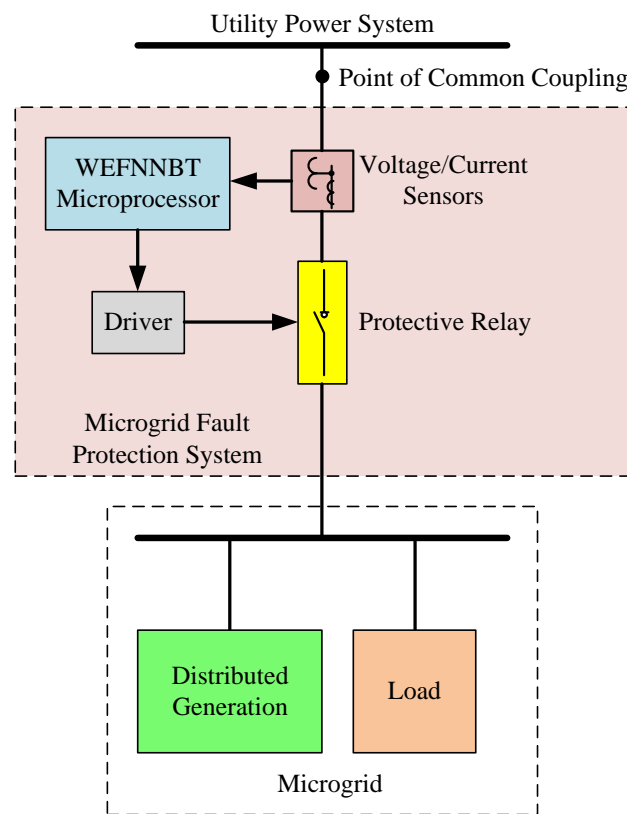 Utility Power System
Point of Common Coupling
WEFNNBT
Microprocessor
Voltage/Current
Sensors
Driver
Protective Relay
Microgrid Fault
Protection System
Distributed
Generation
Load
Microgrid